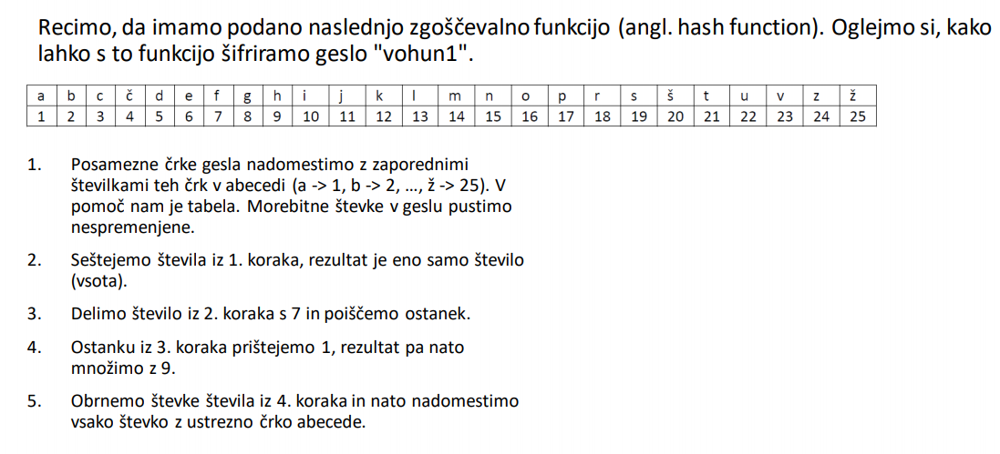 Recimo, da imamo podano naslednjo zgoščevalno funkcijo (angl. hash function). Oglejmo si, kako
lahko s to funkcijo šifriramo geslo "vohun1".
a b c č d e f g h i j k l m n o p r s š t u v z ž
1 2 3 4 5 6 7 8 9 10 11 12 13 14 15 16 17 18 19 20 21 22 23 24 25
1. Posamezne črke gesla nadomestimo z zaporednimi
številkami teh črk v abecedi (a -> 1, b -> 2, ..., ž -> 25). V
pomoč nam je tabela. Morebitne števke v geslu pustimo
nespremenjene.
2. Seštejemo števila iz 1. koraka, rezultat je eno samo število
(vsota).
3. Delimo število iz 2. koraka s 7 in poiščemo ostanek.
4. Ostanku iz 3. koraka prištejemo 1, rezultat pa nato
množimo z 9.
5. Obrnemo števke števila iz 4. koraka in nato nadomestimo
vsako števko z ustrezno črko abecede.